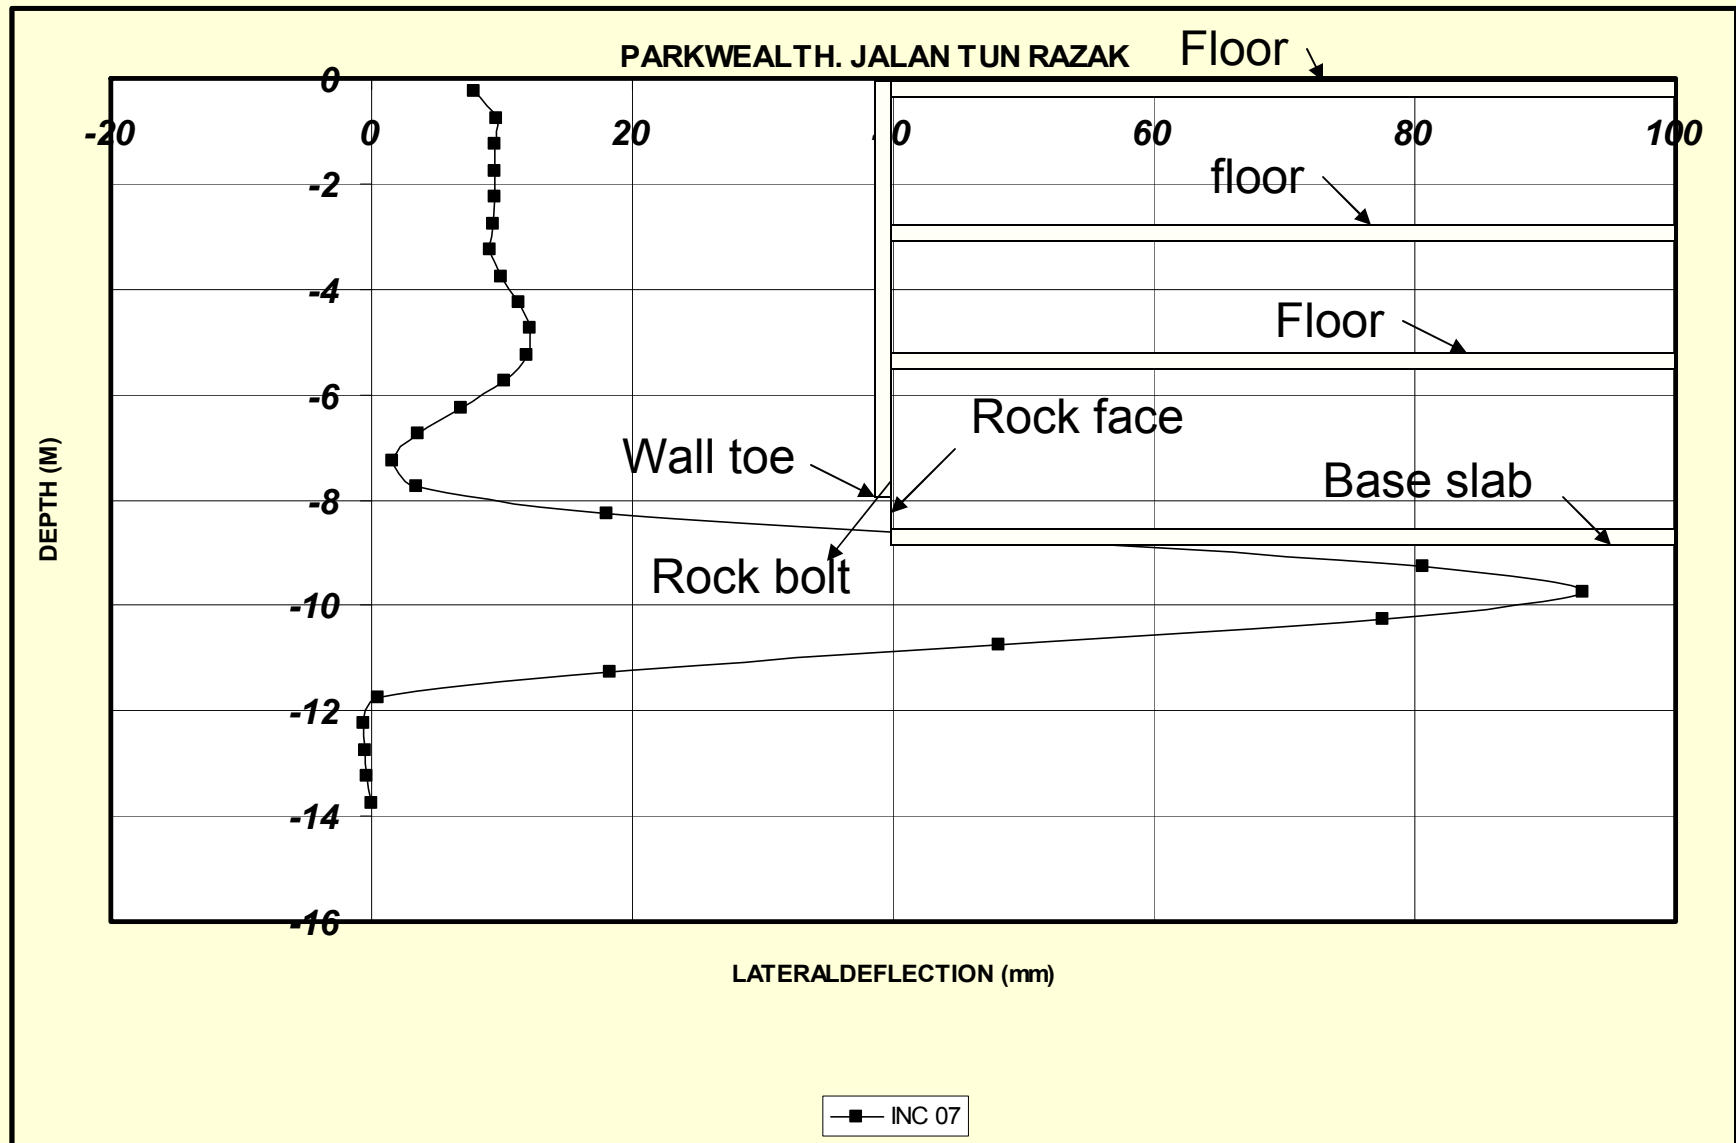 PARKWEALTH. JALAN TUN RAZAK
Floor
0
-20 0 20 40 60 80 100
floor
-2
-4
Floor
-6
Rock face
Wall toe
Base slab
-8
Rock bolt
-10
-12
-14
-16
DEPTH (M)
LATERALDEFLECTION (mm)
INC 07